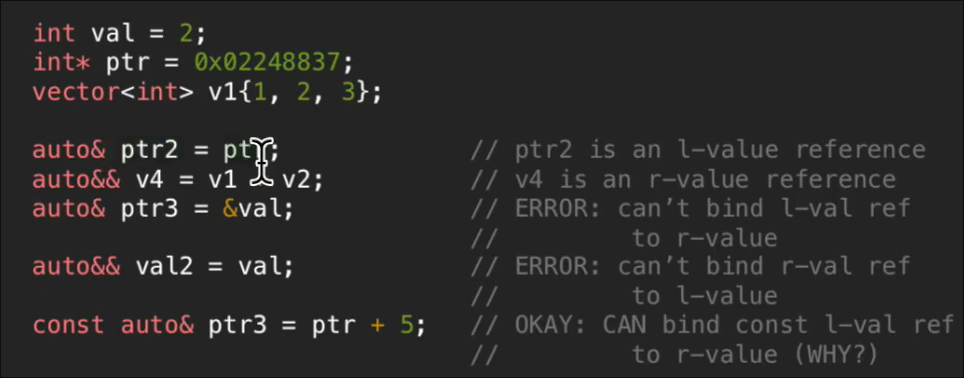 int val = 2;
int* ptr = 0x02248837;
vector<int> v1{1, 2, 3};
auto& ptr2 = ptr; // ptr2 is an l-value reference
auto&& v4 = v1 v2; // v4 is an r-value reference
auto& ptr3 = &val; // ERROR: can't bind l-val ref
// to r-value
auto&& val2 = val; // ERROR: can't bind r-val ref
// to l-value
const auto& ptr3 = ptr + 5; // OKAY: CAN bind const l-val ref
// to r-value (WHY?)